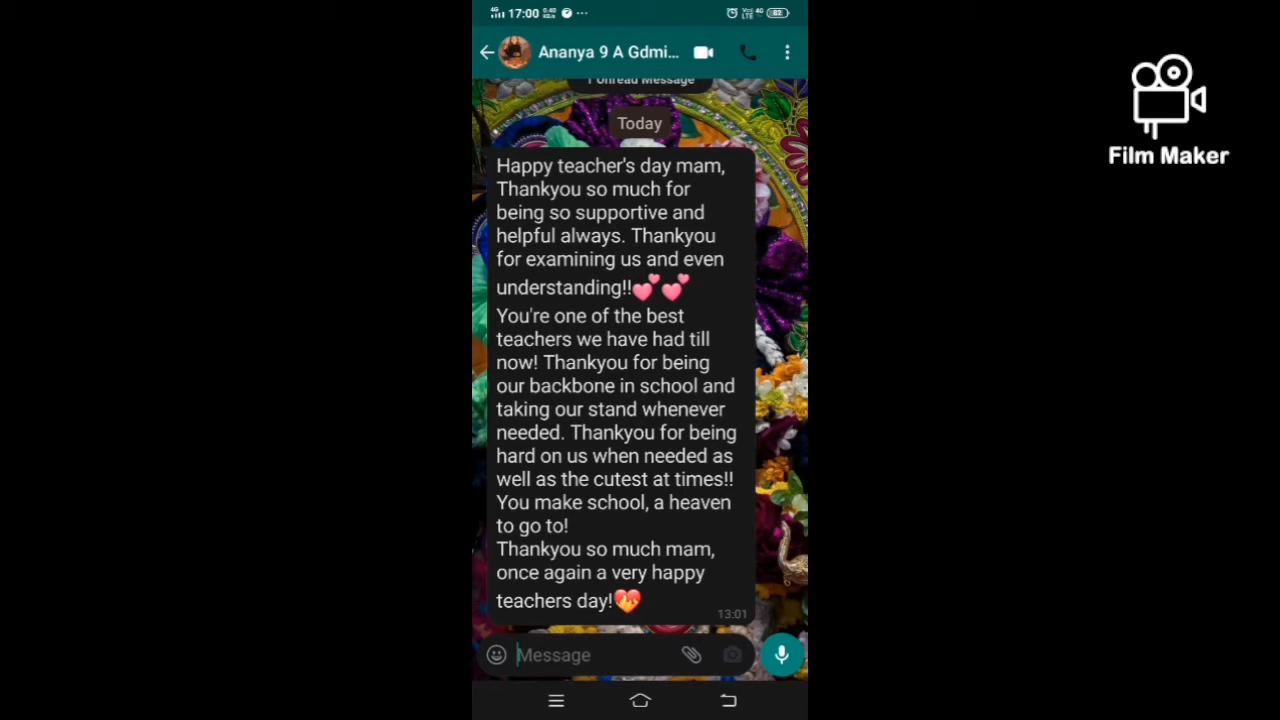 17:00
Ananya 9 A Gdmi...
1 Unread Message
Today
Happy teacher's day mam,
Thankyou so much for
being so supportive and
helpful always. Thankyou
for examining us and even
understanding!!💕💕
You're one of the best
teachers we have had till
now! Thankyou for being
our backbone in school and
taking our stand whenever
needed. Thankyou for being
hard on us when needed as
well as the cutest at times!!
You make school, a heaven
to go to!
Thankyou so much mam,
once again a very happy
teachers day!❤️‍🔥
13:01
Message
Film Maker